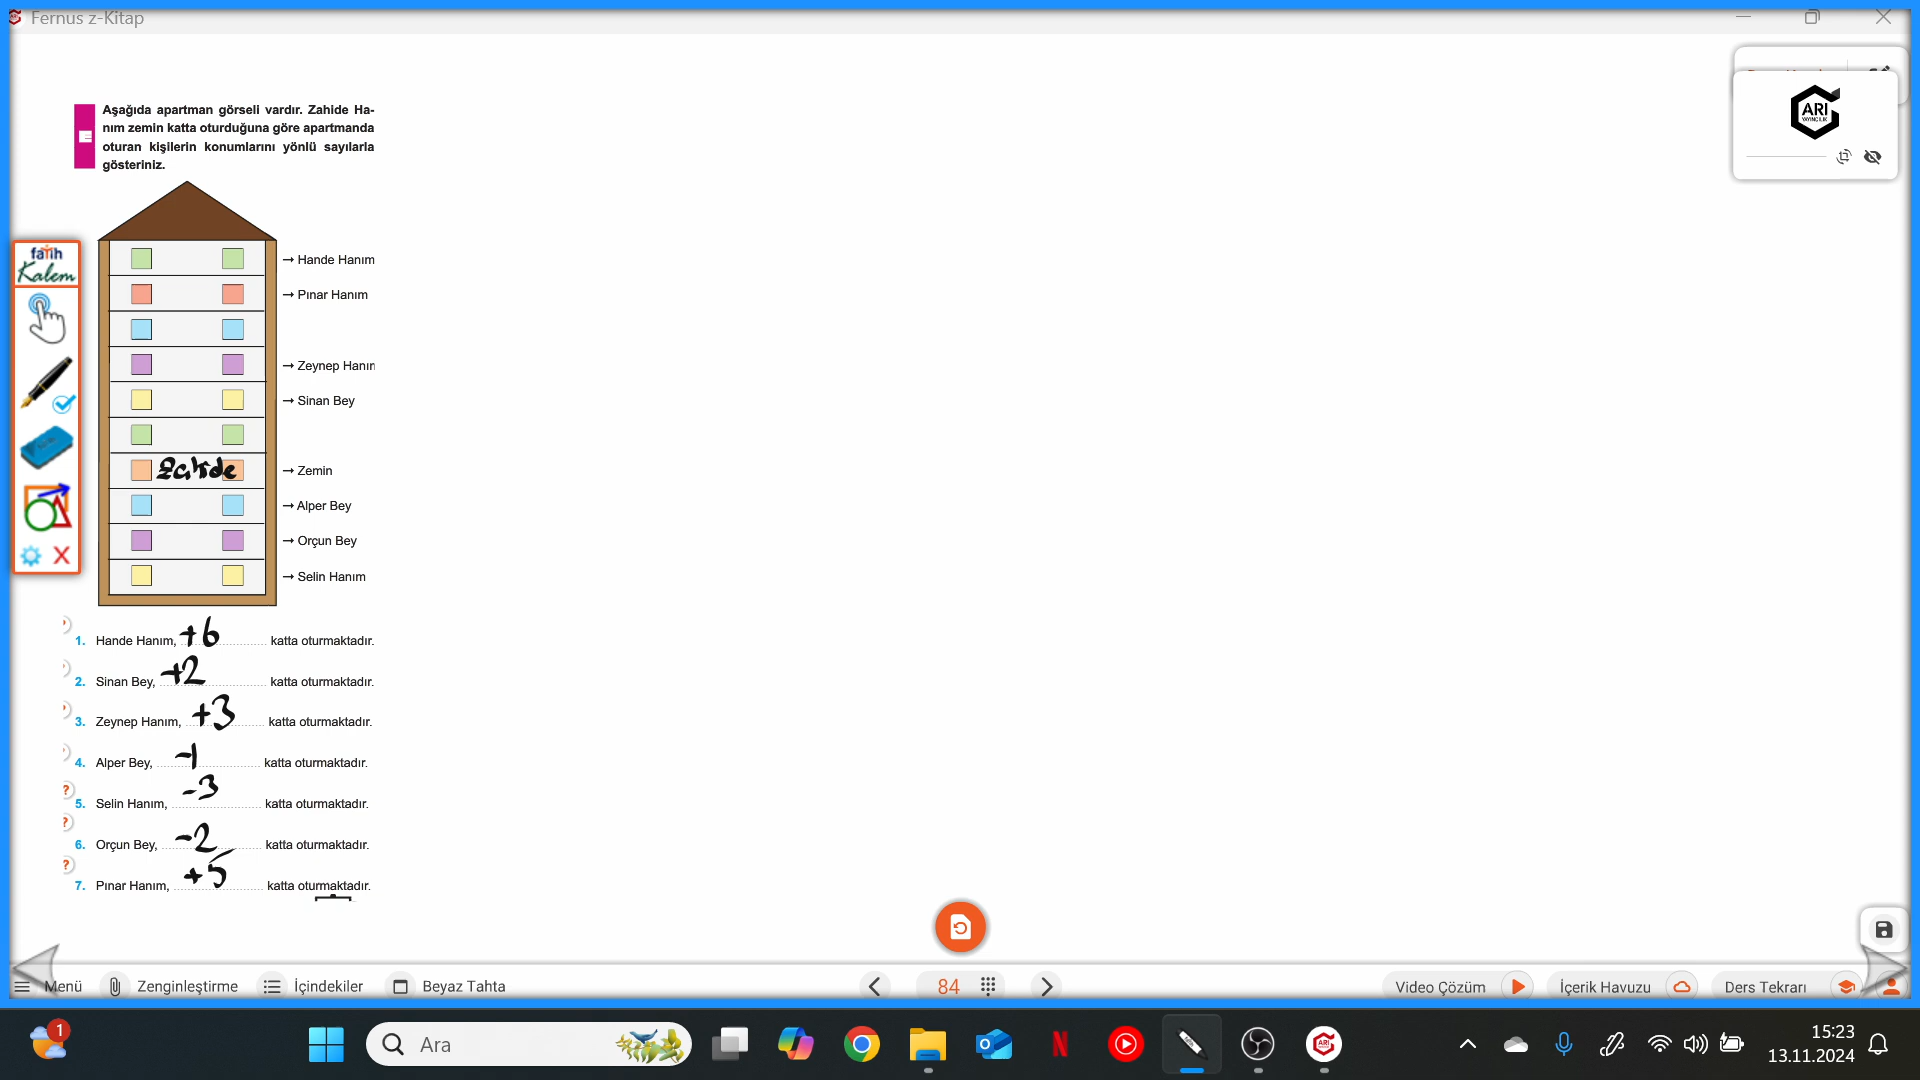 Fernus z-Kitap
ARI
YAYINCILIK
E
Aşağıda apartman görseli vardır. Zahide Ha-
nım zemin katta oturduğuna göre apartmanda
oturan kişilerin konumlarını yönlü sayılarla
gösteriniz.
fatih
Kalem
→ Hande Hanım
→ Pınar Hanım
→ Zeynep Hanım
→ Sinan Bey
Zahide → Zemin
→ Alper Bey
→ Orçun Bey
→ Selin Hanım
1. Hande Hanım, +6 katta oturmaktadır.
2. Sinan Bey, +2 katta oturmaktadır.
3. Zeynep Hanım, +3 katta oturmaktadır.
4. Alper Bey, -1 katta oturmaktadır.
? 5. Selin Hanım, -3 katta oturmaktadır.
? 6. Orçun Bey, -2 katta oturmaktadır.
? 7. Pınar Hanım, +5 katta oturmaktadır.
Menü Zenginleştirme İçindekiler Beyaz Tahta 84 Video Çözüm İçerik Havuzu Ders Tekrarı
1 Ara 15:23
13.11.2024